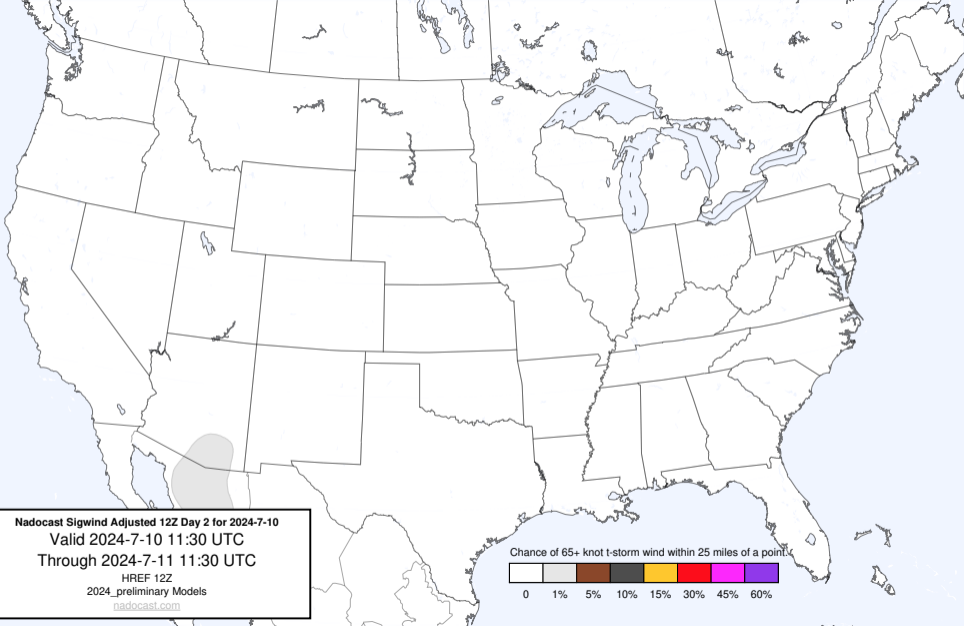 Nadocast Sigwind Adjusted 12Z Day 2 for 2024-7-10
Valid 2024-7-10 11:30 UTC
Through 2024-7-11 11:30 UTC
HREF 12Z
2024_preliminary Models
nadocast.com
Chance of 65+ knot t-storm wind within 25 miles of a point.
0 1% 5% 10% 15% 30% 45% 60%